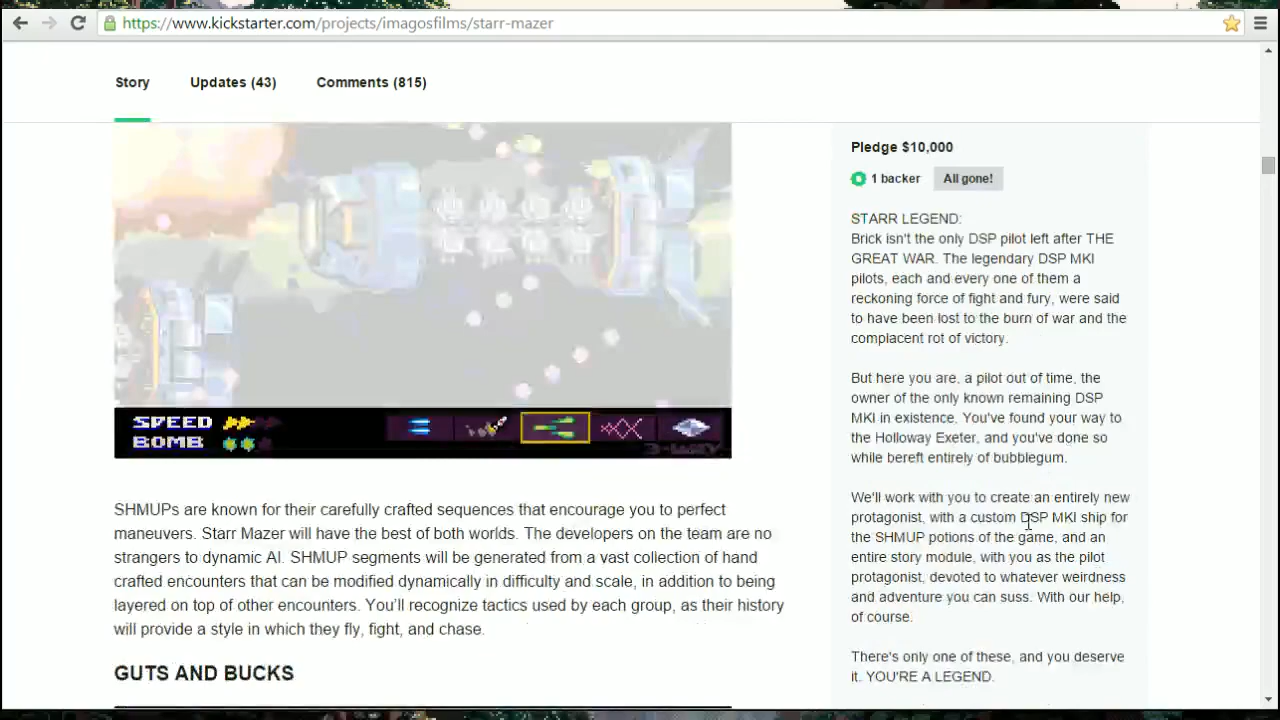 https://www.kickstarter.com/projects/imagosfilms/starr-mazer
Story Updates (43) Comments (815)
SPEED
BOMB
3-WAY
SHMUPs are known for their carefully crafted sequences that encourage you to perfect
maneuvers. Starr Mazer will have the best of both worlds. The developers on the team are no
strangers to dynamic AI. SHMUP segments will be generated from a vast collection of hand
crafted encounters that can be modified dynamically in difficulty and scale, in addition to being
layered on top of other encounters. You'll recognize tactics used by each group, as their history
will provide a style in which they fly, fight, and chase.
GUTS AND BUCKS
Pledge $10,000
1 backer All gone!
STARR LEGEND:
Brick isn't the only DSP pilot left after THE
GREAT WAR. The legendary DSP MKI
pilots, each and every one of them a
reckoning force of fight and fury, were said
to have been lost to the burn of war and the
complacent rot of victory.
But here you are, a pilot out of time, the
owner of the only known remaining DSP
MKI in existence. You've found your way to
the Holloway Exeter, and you've done so
while bereft entirely of bubblegum.
We'll work with you to create an entirely new
protagonist, with a custom DSP MKI ship for
the SHMUP potions of the game, and an
entire story module, with you as the pilot
protagonist, devoted to whatever weirdness
and adventure you can suss. With our help,
of course.
There's only one of these, and you deserve
it. YOU'RE A LEGEND.